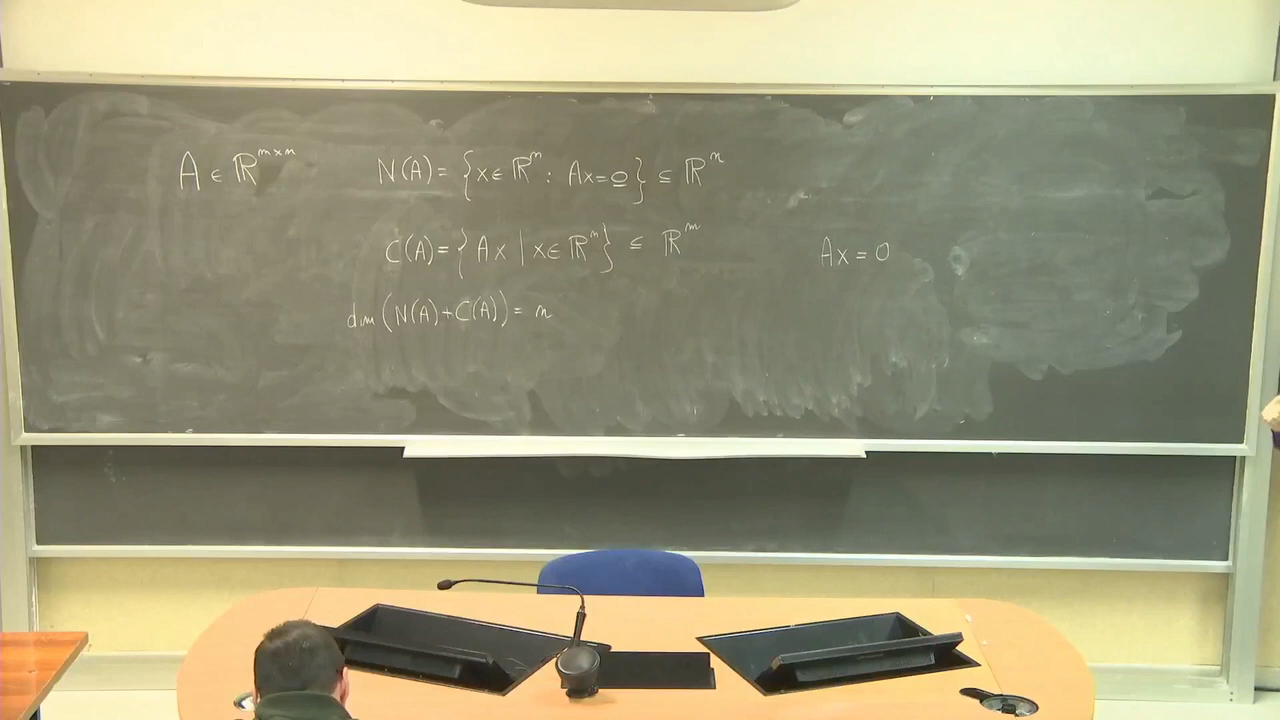 A ∈ ℝ^{m×n} N(A) = {x ∈ ℝ^n : Ax = 0} ⊆ ℝ^n
C(A) = {Ax | x ∈ ℝ^n} ⊆ ℝ^m Ax = 0
dim (N(A) + C(A)) = n